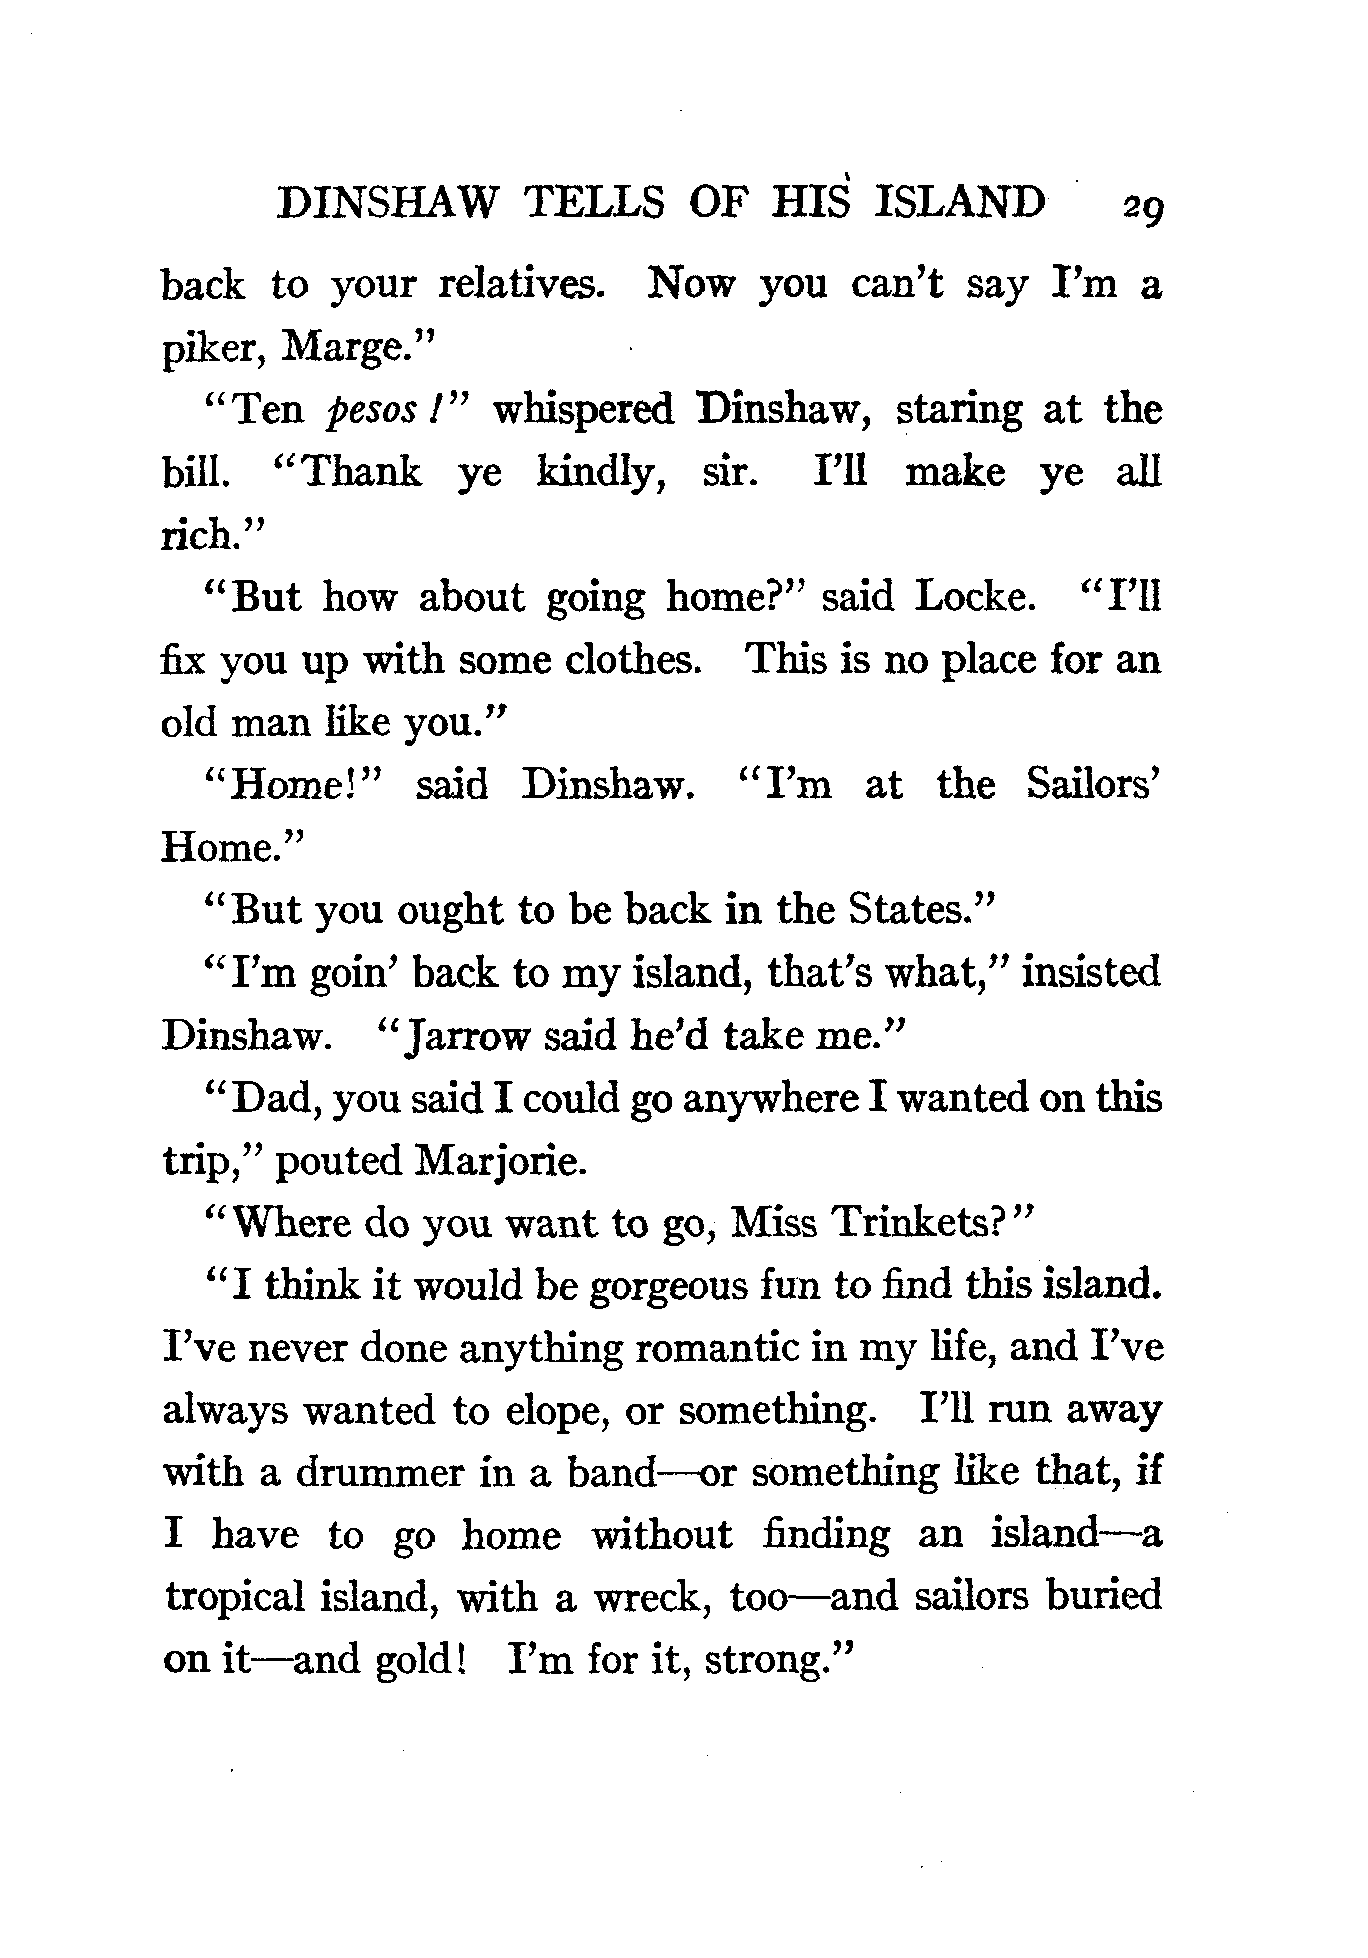 DINSHAW TELLS OF HIS ISLAND 29
back to your relatives. Now you can't say I'm a
piker, Marge."
"Ten pesos!" whispered Dinshaw, staring at the
bill. "Thank ye kindly, sir. I'll make ye all
rich."
"But how about going home?" said Locke. "I'll
fix you up with some clothes. This is no place for an
old man like you."
"Home!" said Dinshaw. "I'm at the Sailors'
Home."
"But you ought to be back in the States."
"I'm goin' back to my island, that's what," insisted
Dinshaw. "Jarrow said he'd take me."
"Dad, you said I could go anywhere I wanted on this
trip," pouted Marjorie.
"Where do you want to go, Miss Trinkets?"
"I think it would be gorgeous fun to find this island.
I've never done anything romantic in my life, and I've
always wanted to elope, or something. I'll run away
with a drummer in a band—or something like that, if
I have to go home without finding an island—a
tropical island, with a wreck, too—and sailors buried
on it—and gold! I'm for it, strong."